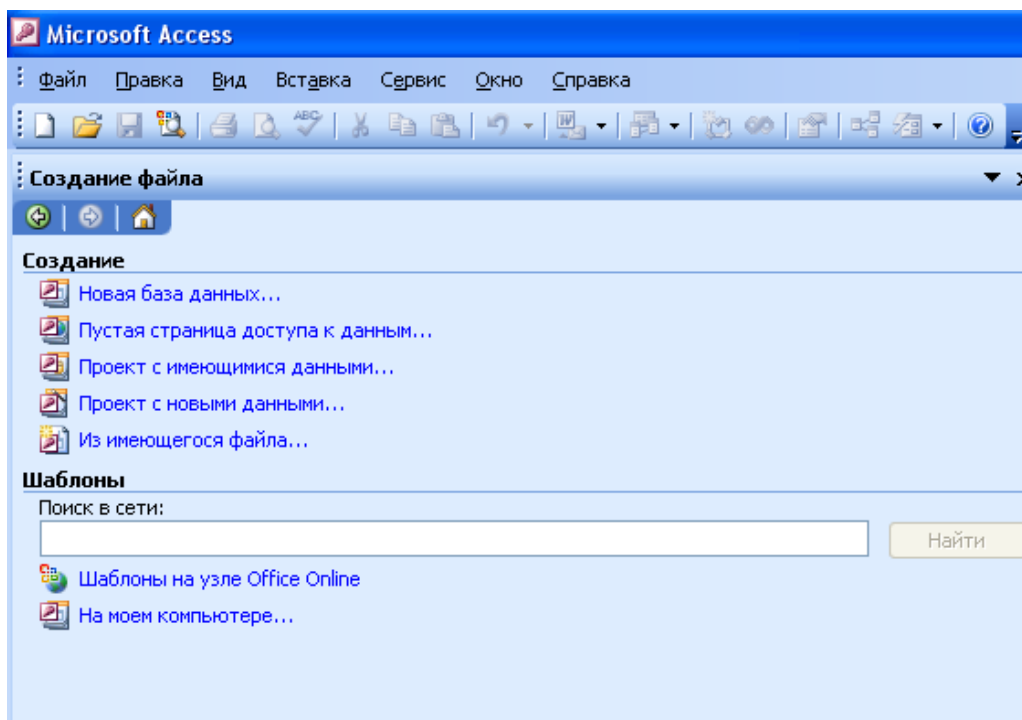 Microsoft Access
Файл Правка Вид Вставка Сервис Окно Справка
ABC W
Создание файла
Создание
Новая база данных...
Пустая страница доступа к данным...
Проект с имеющимися данными...
Проект с новыми данными...
Из имеющегося файла...
Шаблоны
Поиск в сети:
Найти
Шаблоны на узле Office Online
На моем компьютере...